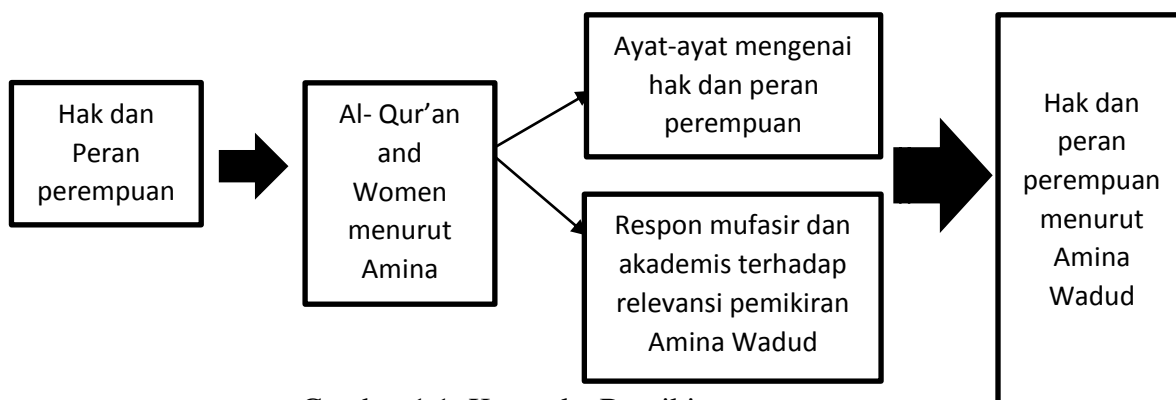 Hak dan
Peran
perempuan
Al- Qur’an
and
Women
menurut
Amina
Ayat-ayat mengenai
hak dan peran
perempuan
Respon mufasir dan
akademis terhadap
relevansi pemikiran
Amina Wadud
Hak dan
peran
perempuan
menurut
Amina
Wadud